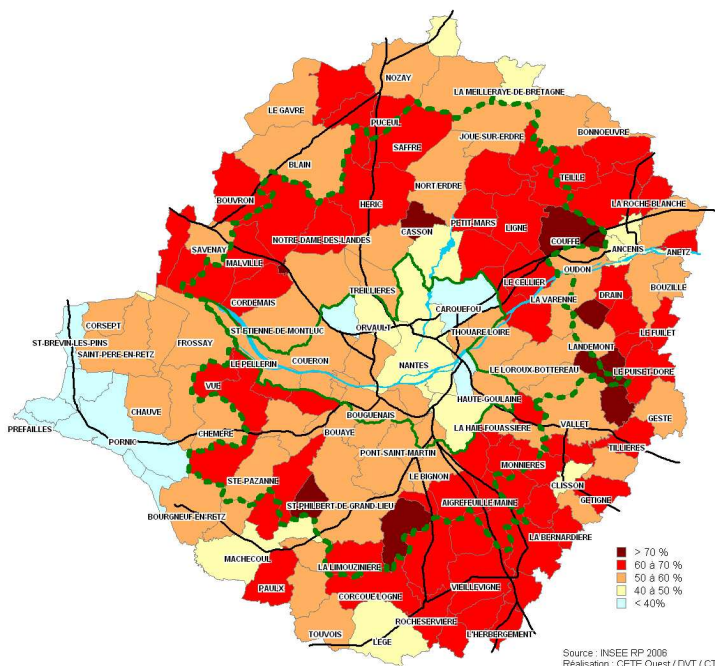 NOZAY
LA MEILLERAYE-DE-BRETAGNE
LE GAVRE
PUCEUL
BONNOEUVRE
JOUE-SUR-ERDRE
SAFFRE
BLAIN
TEILLE
NORT/ERDRE
BOUVRON
HERIC
LA ROCHE-BLANCHE
PETIT-MARS
LIGNE
CASSON
COUFFE
NOTRE-DAME-DES-LANDES
SAVENAY
ANCENIS
ANETZ
MALVILLE
OUDON
LE CELLIER
BOUZILLE
TREILLIERES
DRAIN
CORDEMAIS
LA VARENNE
CARQUEFOU
CORSEPT
ST-ETIENNE-DE-MONTLUC
ORVAULT
THOUARE/LOIRE
LE FUILET
ST-BREVIN-LES-PINS
FROSSAY
LANDEMONT
SAINT-PERE-EN-RETZ
COUERON
LE PELLERIN
NANTES
LE LOROUX-BOTTEREAU
LE PUISET-DORE
VUE
HAUTE-GOULAINE
CHAUVE
BOUGUENAIS
GESTE
VALLET
PREFAILLES
CHEMERE
LA HAIE-FOUASSIERE
BOUAYE
PORNIC
TILLIERES
PONT-SAINT-MARTIN
MONNIERES
LE BIGNON
STE-PAZANNE
CLISSON
GETIGNE
AIGREFEUILLE/MAINE
ST-PHILBERT-DE-GRAND-LIEU
BOURGNEUF-EN-RETZ
LA BERNARDIERE
MACHECOUL
LA LIMOUZINIERE
PAULX
VIEILLEVIGNE
CORCOUE/LOGNE
ROCHESERVIERE
TOUVOIS
LEGE
L'HERBERGEMENT
> 70 %
60 à 70 %
50 à 60 %
40 à 50 %
< 40%
Source : INSEE RP 2006
Réalisation : CETE Ouest / DVT (CT